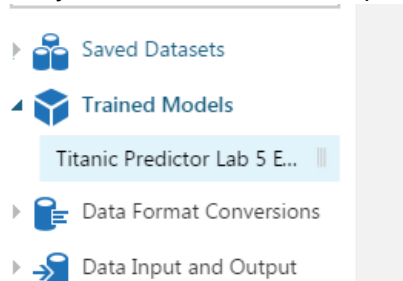 Saved Datasets
Trained Models
Titanic Predictor Lab 5 E...
Data Format Conversions
Data Input and Output